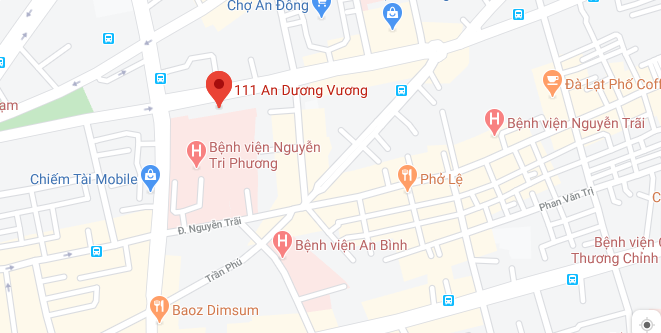 Chợ An Đông
111 An Dương Vương
Đà Lạt Phố Coff
am
Bệnh viện Nguyễn Trãi
Bệnh viện Nguyễn
Tri Phương
Chiếm Tài Mobile
Phở Lệ
Phan Văn Trị
C
Đ. Nguyễn Trãi
Bệnh viện An Bình
Bệnh viện C
Thương Chỉnh
Trần Phú
Baoz Dimsum